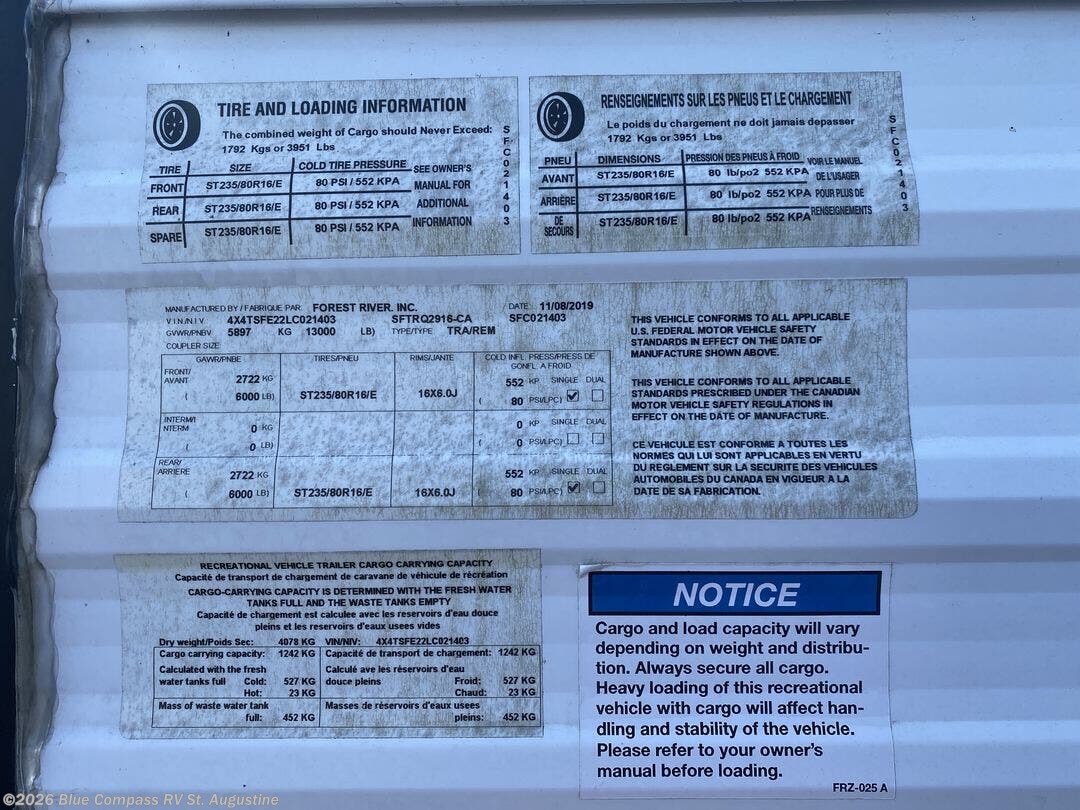 TIRE AND LOADING INFORMATION
The combined weight of Cargo should Never Exceed:
1792 Kgs or 3951 Lbs
TIRE SIZE COLD TIRE PRESSURE SEE OWNER'S
FRONT ST235/80R16/E 80 PSI / 552 KPA MANUAL FOR
REAR ST235/80R16/E 80 PSI / 552 KPA ADDITIONAL
SPARE ST235/80R16/E 80 PSI / 552 KPA INFORMATION
SFC021403
RENSEIGNEMENTS SUR LES PNEUS ET LE CHARGEMENT
Le poids du chargement ne doit jamais depasser
1792 Kgs or 3951 Lbs
PNEU DIMENSIONS PRESSION DES PNEUS À FROID VOIR LE MANUEL
AVANT ST235/80R16/E 80 lb/po2 552 KPA DE L'USAGER
ARRIÈRE ST235/80R16/E 80 lb/po2 552 KPA POUR PLUS DE
DE SECOURS ST235/80R16/E 80 lb/po2 552 KPA RENSEIGNEMENTS
SFC021403
MANUFACTURED BY / FABRIQUE PAR: FOREST RIVER, INC. DATE: 11/08/2019
V I N /N I V 4X4TSFE22LC021403 SFTRQ2916-CA SFC021403
GVWR/PNBV 5897 KG 13000 LB) TYPE/TYPE TRA/REM
COUPLER SIZE
GAWR/PNBE TIRES/PNEU RIMS/JANTE COLD INFL PRESS/PRESS DE
GONFL A FROID
FRONT/
AVANT 2722 KG 552 KP SINGLE DUAL
( 6000 LB) ST235/80R16/E 16X6.0J ( 80 PSI/LPC)
INTERM/I
NTERM 0 KG 0 KP SINGLE DUAL
( 0 LB) ( 0 PSI/LPC)
REAR/
ARRIERE 2722 KG 552 KP SINGLE DUAL
( 6000 LB) ST235/80R16/E 16X6.0J ( 80 PSI/LPC)
THIS VEHICLE CONFORMS TO ALL APPLICABLE
U.S. FEDERAL MOTOR VEHICLE SAFETY
STANDARDS IN EFFECT ON THE DATE OF
MANUFACTURE SHOWN ABOVE.
THIS VEHICLE CONFORMS TO ALL APPLICABLE
STANDARDS PRESCRIBED UNDER THE CANADIAN
MOTOR VEHICLE SAFETY REGULATIONS IN
EFFECT ON THE DATE OF MANUFACTURE.
CE VEHICULE EST CONFORME A TOUTES LES
NORMES QUI LUI SONT APPLICABLES EN VERTU
DU REGLEMENT SUR LA SECURITE DES VEHICULES
AUTOMOBILES DU CANADA EN VIGUEUR A LA
DATE DE SA FABRICATION.
RECREATIONAL VEHICLE TRAILER CARGO CARRYING CAPACITY
Capacité de transport de chargement de caravane de véhicule de récréation
CARGO-CARRYING CAPACITY IS DETERMINED WITH THE FRESH WATER
TANKS FULL AND THE WASTE TANKS EMPTY
Capacité de chargement est calculee avec les reservoirs d'eau douce
pleins et les reservoirs d'eaux usees vides
Dry weight/Poids Sec: 4078 KG VIN/NIV: 4X4TSFE22LC021403
Cargo carrying capacity: 1242 KG Capacité de transport de chargement: 1242 KG
Calculated with the fresh Calculé ave les réservoirs d'eau
water tanks full Cold: 527 KG douce pleins Froid: 527 KG
Hot: 23 KG Chaud: 23 KG
Mass of waste water tank Masses de réservoirs d'eaux usees
full: 452 KG pleins: 452 KG
NOTICE
Cargo and load capacity will vary
depending on weight and distribu-
tion. Always secure all cargo.
Heavy loading of this recreational
vehicle with cargo will affect han-
dling and stability of the vehicle.
Please refer to your owner's
manual before loading.
FRZ-025 A
©2026 Blue Compass RV St. Augustine